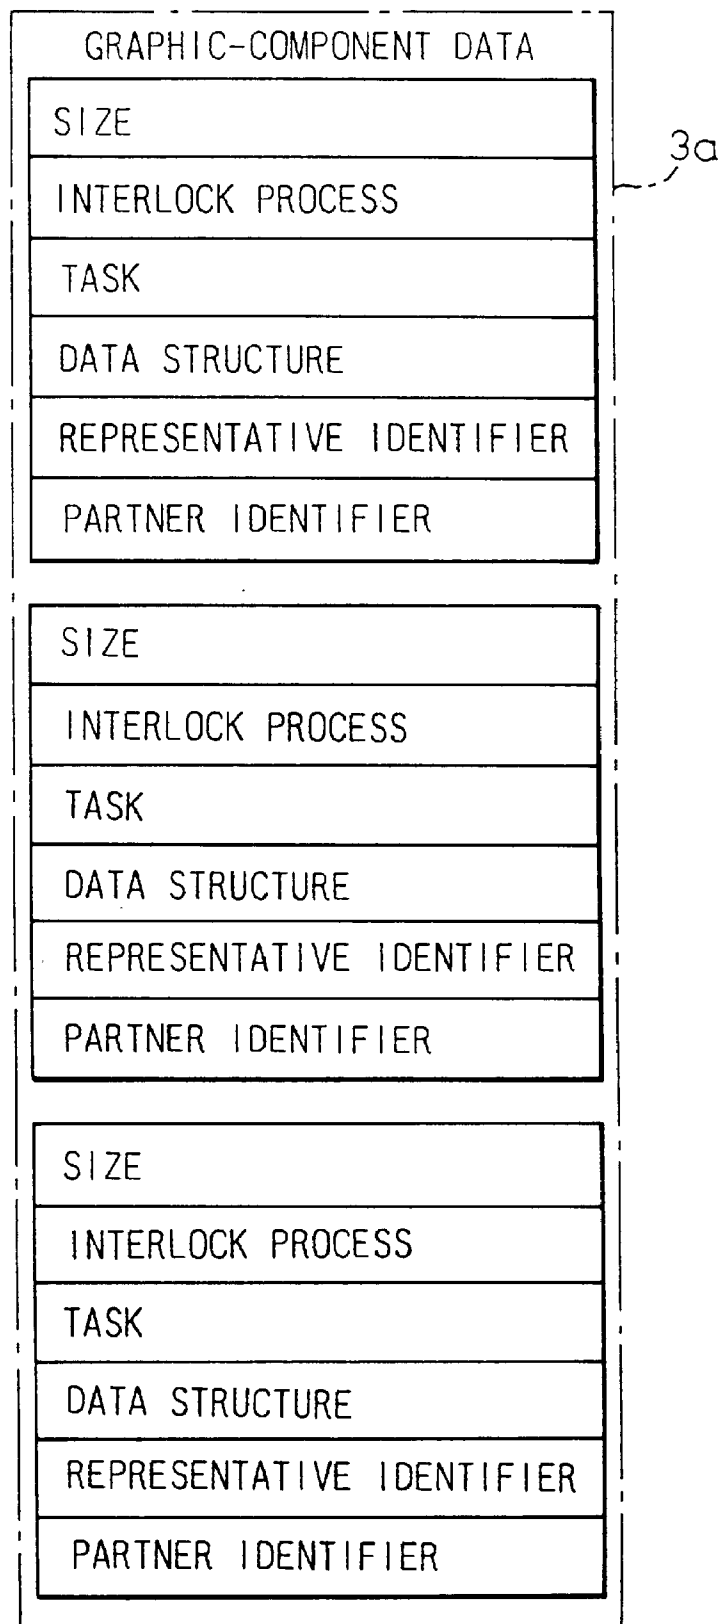 GRAPHIC-COMPONENT DATA
SIZE
3a
INTERLOCK PROCESS
TASK
DATA STRUCTURE
REPRESENTATIVE IDENTIFIER
PARTNER IDENTIFIER
SIZE
INTERLOCK PROCESS
TASK
DATA STRUCTURE
REPRESENTATIVE IDENTIFIER
PARTNER IDENTIFIER
SIZE
INTERLOCK PROCESS
TASK
DATA STRUCTURE
REPRESENTATIVE IDENTIFIER
PARTNER IDENTIFIER